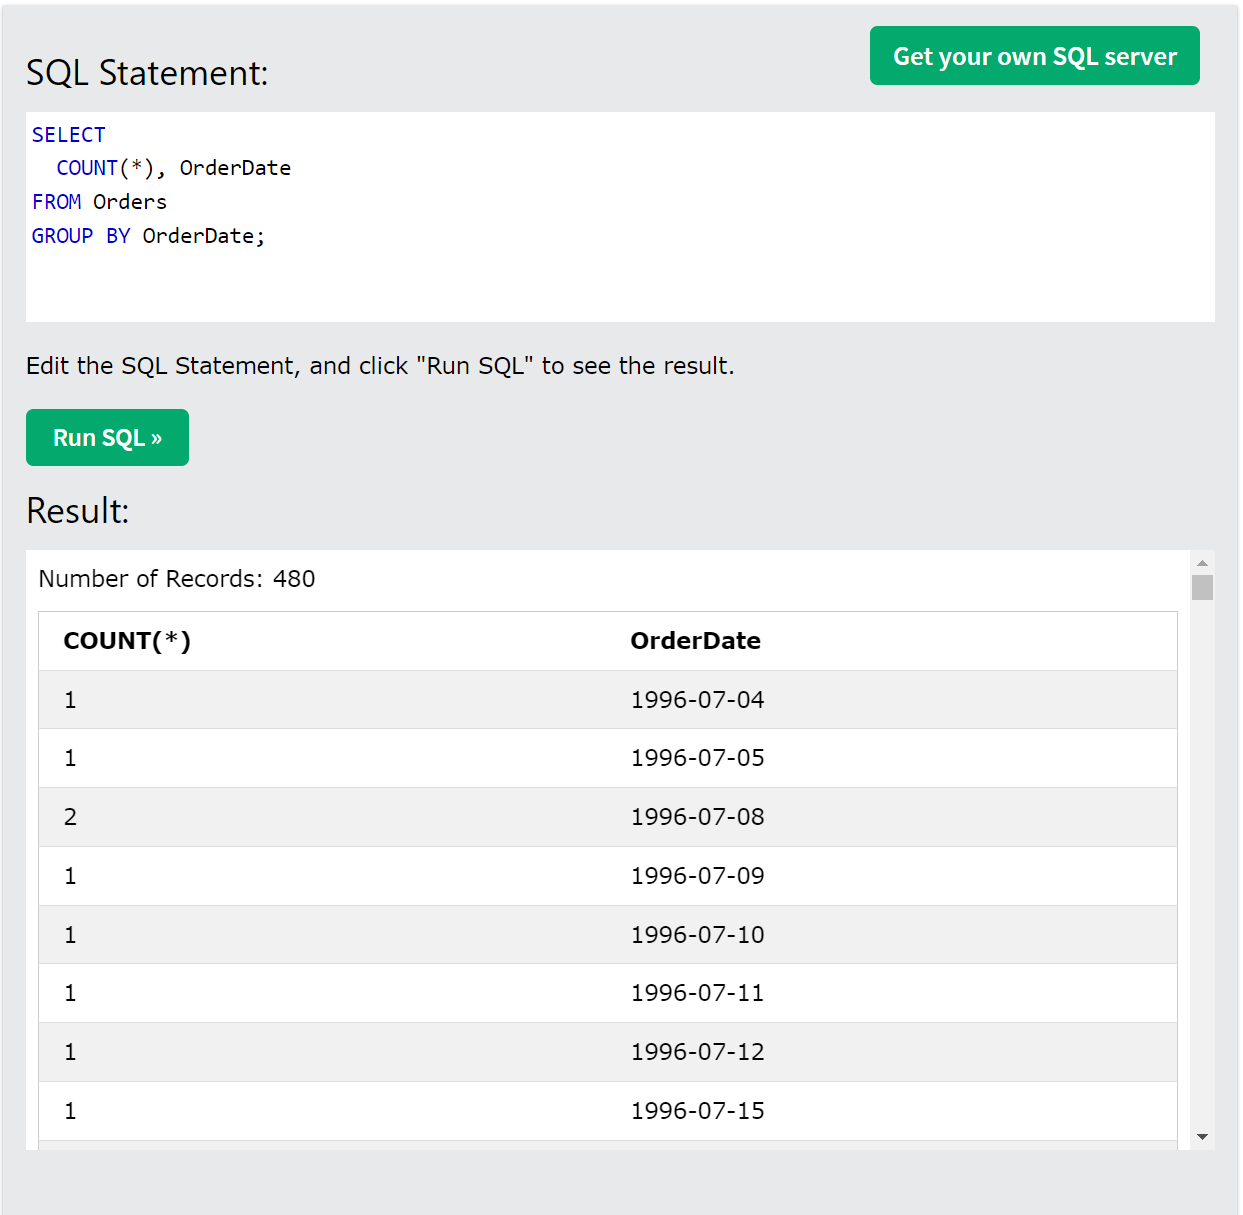 Get your own SQL server
SQL Statement:
SELECT
COUNT(*), OrderDate
FROM Orders
GROUP BY OrderDate;
Edit the SQL Statement, and click "Run SQL" to see the result.
Run SQL »
Result:
Number of Records: 480
COUNT(*) OrderDate
1 1996-07-04
1 1996-07-05
2 1996-07-08
1 1996-07-09
1 1996-07-10
1 1996-07-11
1 1996-07-12
1 1996-07-15